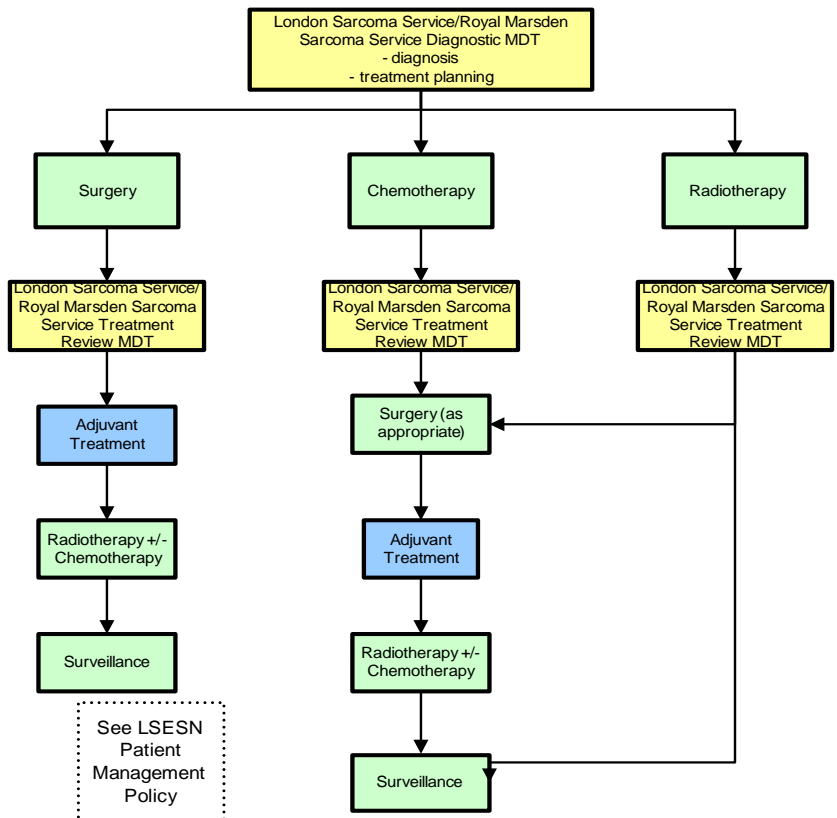 London Sarcoma Service/Royal Marsden
Sarcoma Service Diagnostic MDT
- diagnosis
- treatment planning
Surgery
Chemotherapy
Radiotherapy
London Sarcoma Service/
Royal Marsden Sarcoma
Service Treatment
Review MDT
London Sarcoma Service/
Royal Marsden Sarcoma
Service Treatment
Review MDT
London Sarcoma Service/
Royal Marsden Sarcoma
Service Treatment
Review MDT
Adjuvant
Treatment
Surgery (as
appropriate)
Radiotherapy +/-
Chemotherapy
Adjuvant
Treatment
Surveillance
Radiotherapy +/-
Chemotherapy
See LSESN
Patient
Management
Policy
Surveillance